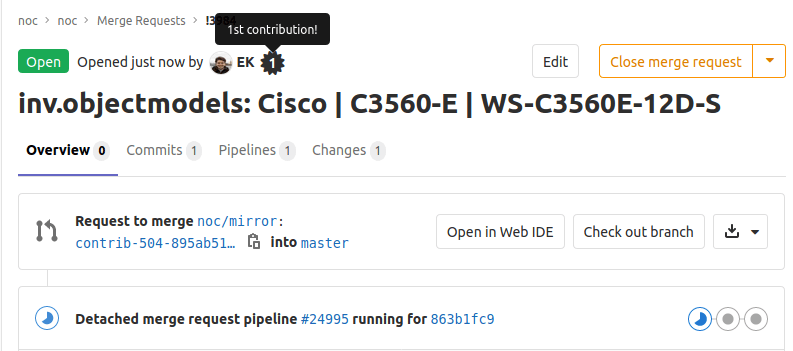 noc > noc > Merge Requests > !3984
1st contribution!
Open Opened just now by EK 1 Edit Close merge request
inv.objectmodels: Cisco | C3560-E | WS-C3560E-12D-S
Overview 0 Commits 1 Pipelines 1 Changes 1
Request to merge noc/mirror:
contrib-504-895ab51… into master
Open in Web IDE Check out branch
Detached merge request pipeline #24995 running for 863b1fc9